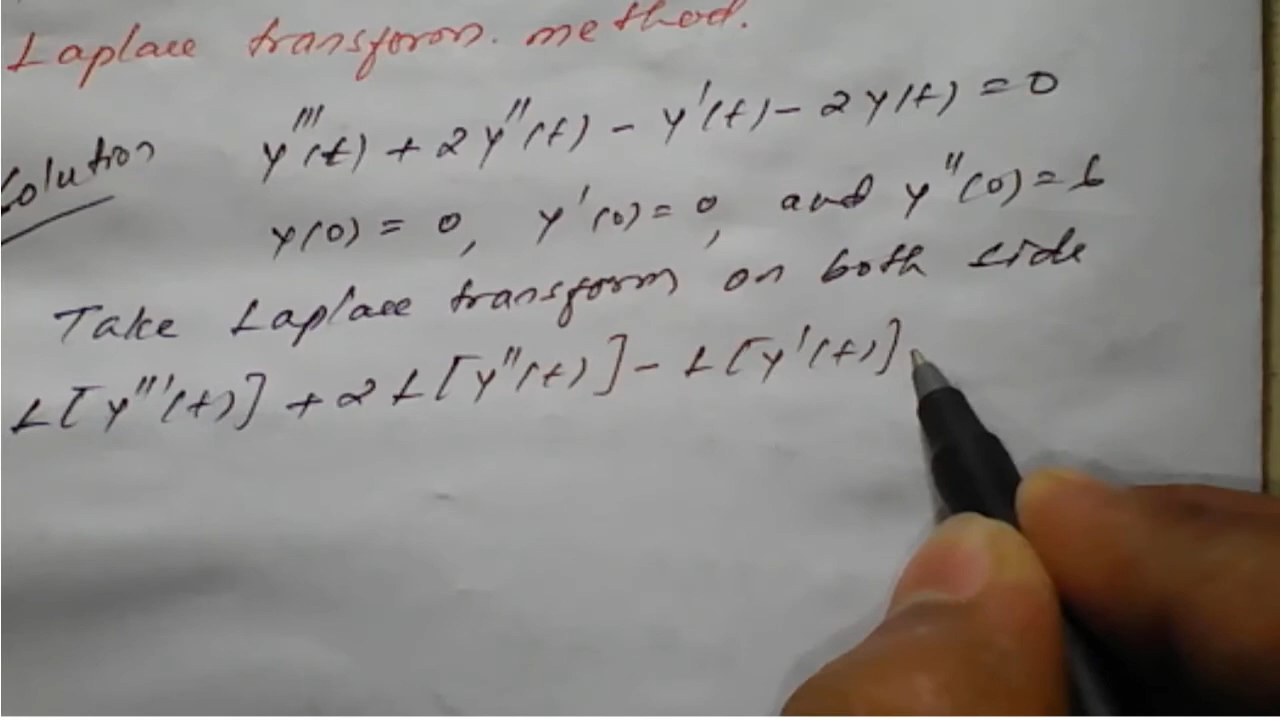 Laplace transform. method.
Solution y'''(t) + 2y''(t) - y'(t) - 2y(t) = 0
y(0) = 0, y'(0) = 0, and y''(0) = 6
Take Laplace transform on both side
L[y'''(t)] + 2L[y''(t)] - L[y'(t)]